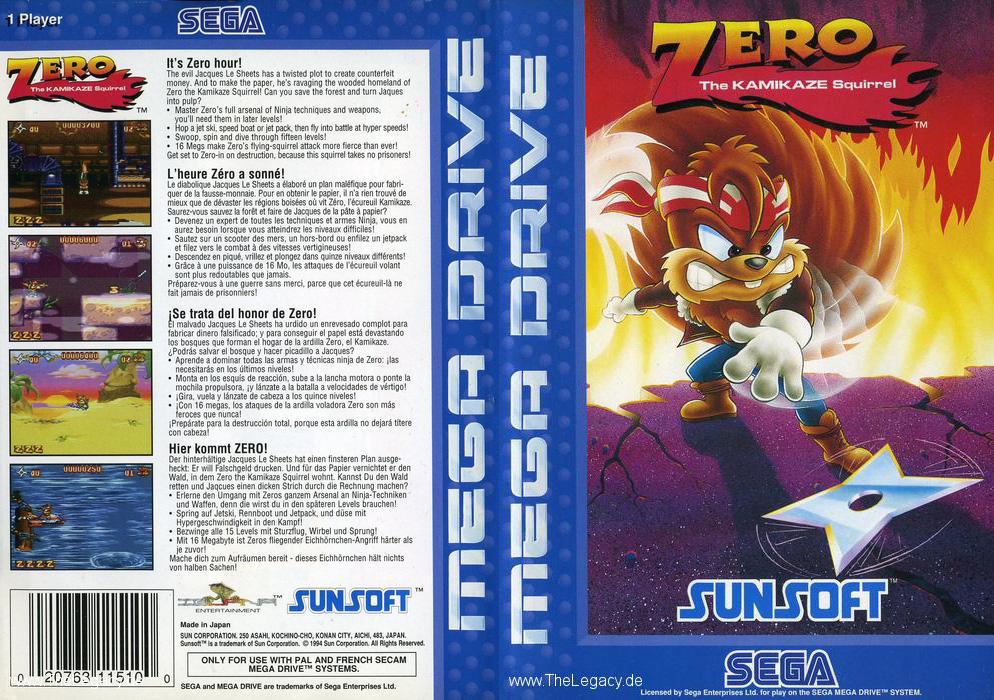 1 Player
SEGA
ZERO
The KAMIKAZE Squirrel
TM
It's Zero hour!
The evil Jacques Le Sheets has a twisted plot to create counterfeit
money. And to make the paper, he's ravaging the wooded homeland of
Zero the Kamikaze Squirrel! Can you save the forest and turn Jaques
into pulp?
• Master Zero's full arsenal of Ninja techniques and weapons,
you'll need them in later levels!
• Hop a jet ski, speed boat or jet pack, then fly into battle at hyper speeds!
• Swoop, spin and dive through fifteen levels!
• 16 Megs make Zero's flying-squirrel attack more fierce than ever!
Get set to Zero-in on destruction, because this squirrel takes no prisoners!
L'heure Zéro a sonné!
Le diabolique Jacques Le Sheets a élaboré un plan maléfique pour fabri-
quer de la fausse-monnaie. Pour en obtenir le papier, il n'a rien trouvé de
mieux que de dévaster les régions boisées où vit Zéro, l'écureuil Kamikaze.
Saurez-vous sauvez la forêt et faire de Jacques de la pâte à papier?
• Devenez un expert de toutes les techniques et armes Ninja, vous en
aurez besoin lorsque vous atteindrez les niveaux difficiles!
• Sautez sur un scooter des mers, un hors-bord ou enfilez un jetpack
et filez vers le combat à des vitesses vertigineuses!
• Descendez en piqué, vrillez et plongez dans quinze niveaux différents!
• Grâce à une puissance de 16 Mo, les attaques de l'écureuil volant
sont plus redoutables que jamais.
Préparez-vous à une guerre sans merci, parce que cet écureuil-là ne
fait jamais de prisonniers!
¡Se trata del honor de Zero!
El malvado Jacques Le Sheets ha urdido un enrevesado complot para
fabricar dinero falsificado; y para conseguir el papel está devastando
los bosques que forman el hogar de la ardilla Zero, el Kamikaze.
¿Podrás salvar el bosque y hacer picadillo a Jacques?
• Aprende a dominar todas las armas y técnicas ninja de Zero: ¡las
necesitarás en los últimos niveles!
• Monta en los esquis de reacción, sube a la lancha motora o ponte la
mochila propulsora, ¡y lánzate a la batalla a velocidades de vértigo!
• ¡Gira, vuela y lánzate de cabeza a los quince niveles!
• ¡Con 16 megas, los ataques de la ardilla voladora Zero son más
feroces que nunca!
¡Prepárate para la destrucción total, porque esta ardilla no dejará títere
con cabeza!
Hier kommt ZERO!
Der hinterhältige Jacques Le Sheets hat einen finsteren Plan ausge-
heckt: Er will Falschgeld drucken. Und für das Papier vernichtet er den
Wald, in dem Zero the Kamikaze Squirrel wohnt. Kannst Du den Wald
retten und Jaqcues einen dicken Strich durch die Rechnung machen?
• Erlerne den Umgang mit Zeros ganzem Arsenal an Ninja-Techniken
und Waffen, denn die wirst du in den späteren Levels brauchen!
• Spring auf Jetski, Rennboot und Jetpack, und düse mit
Hypergeschwindigkeit in den Kampf!
• Bezwinge alle 15 Levels mit Sturzflug, Wirbel und Sprung!
• Mit 16 Megabyte ist Zeros fliegender Eichhörnchen-Angriff härter als
je zuvor!
Mache dich zum Aufräumen bereit - dieses Eichhörnchen hält nichts
von halben Sachen!
ENTERTAINMENT
TM
SUNSOFT
TM
Made in Japan
SUN CORPORATION. 250 ASAHI, KOCHINO-CHO, KONAN CITY, AICHI, 483, JAPAN.
Sunsoft™ is a trademark of Sun Corporation. © 1994 Sun Corporation. All Rights Reserved.
ONLY FOR USE WITH PAL AND FRENCH SECAM
MEGA DRIVE™ SYSTEMS.
SEGA and MEGA DRIVE are trademarks of Sega Enterprises Ltd.
0 20763 11510 0
MEGA DRIVE
MEGA DRIVE
ZERO
The KAMIKAZE Squirrel
TM
SUNSOFT
TM
SEGA
Licensed by Sega Enterprises Ltd. for play on the SEGA MEGA DRIVE™ SYSTEM.
www.TheLegacy.de